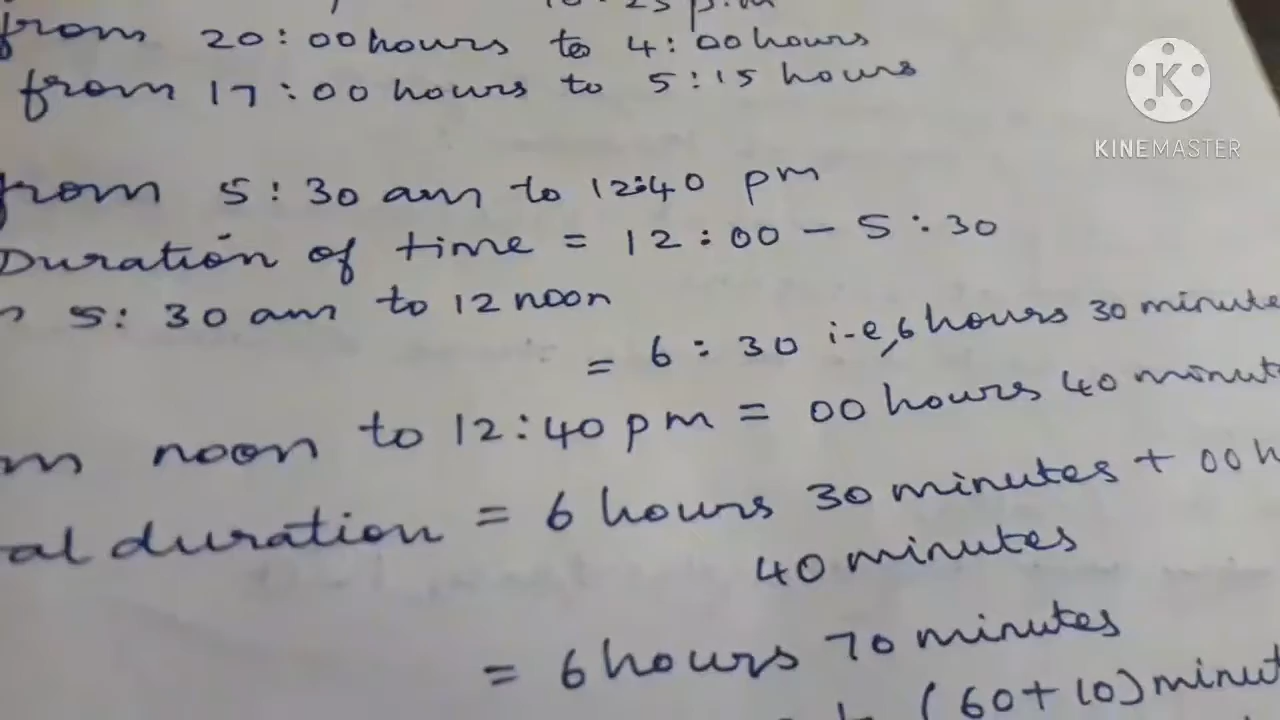 from 20:00 hours to 4:00 hours
from 17:00 hours to 5:15 hours
from 5:30 am to 12:40 pm
Duration of time = 12:00 - 5:30
5:30 am to 12 noon
= 6:30 i-e, 6 hours 30 minute
noon to 12:40 pm = 00 hours 40 minut
al duration = 6 hours 30 minutes + 00 h
40 minutes
= 6 hours 70 minutes
(60+10) minut
K
KINEMASTER